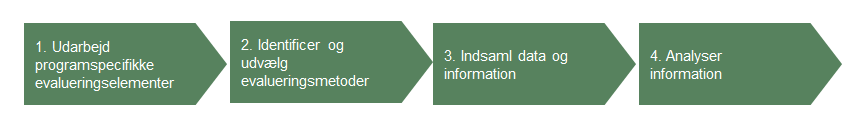 1. Udarbejd
programspecifikke
evalueringselementer
2. Identificer og
udvælg
evalueringsmetoder
3. Indsaml data og
information
4. Analyser
information